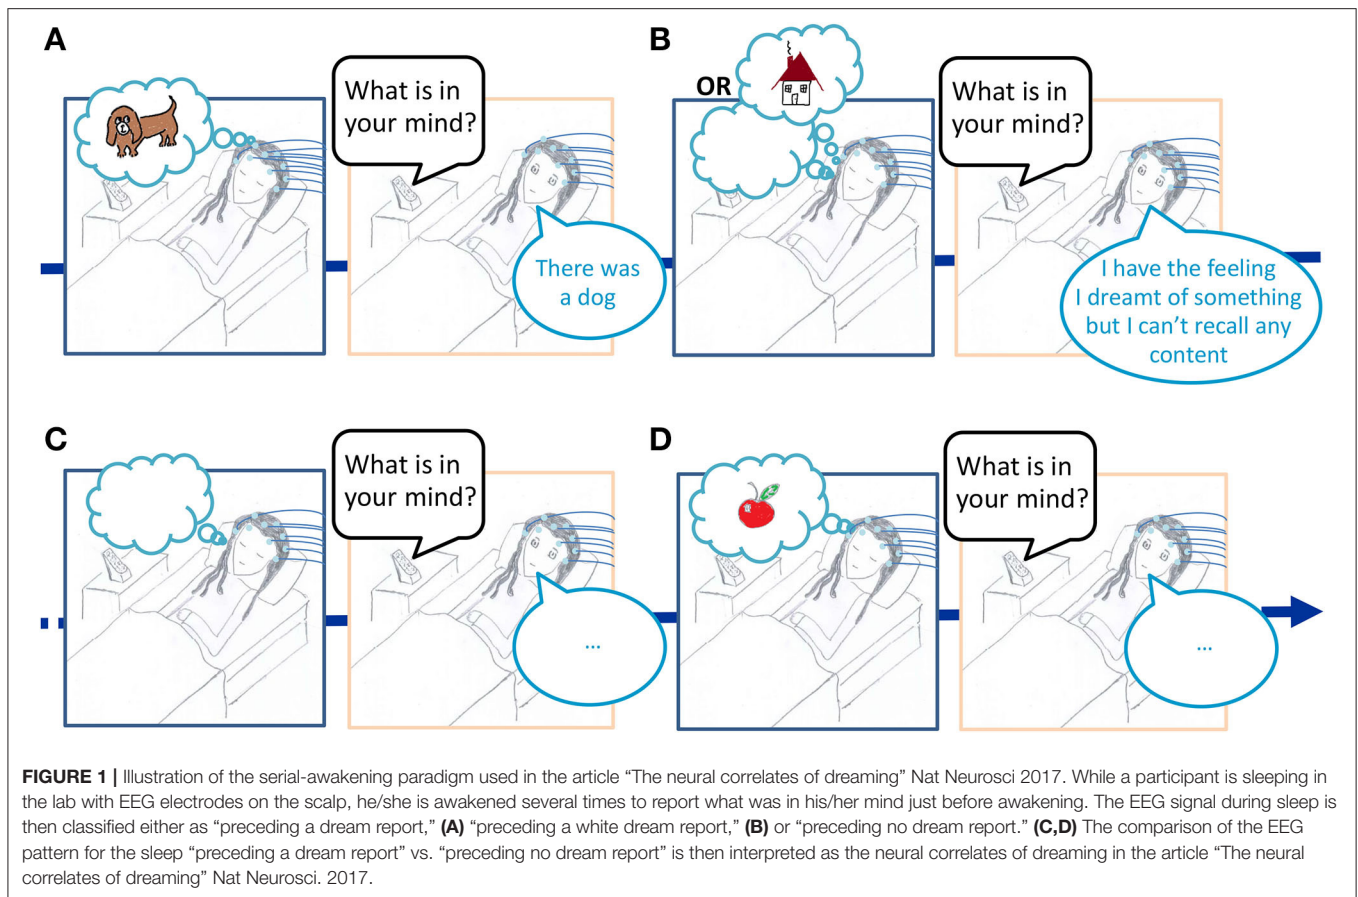 A
What is in
your mind?
There was
a dog
B
OR
What is in
your mind?
I have the feeling
I dreamt of something
but I can't recall any
content
C
What is in
your mind?
...
D
What is in
your mind?
...
FIGURE 1 | Illustration of the serial-awakening paradigm used in the article “The neural correlates of dreaming” Nat Neurosci 2017. While a participant is sleeping in
the lab with EEG electrodes on the scalp, he/she is awakened several times to report what was in his/her mind just before awakening. The EEG signal during sleep is
then classified either as “preceding a dream report,” (A) “preceding a white dream report,” (B) or “preceding no dream report.” (C,D) The comparison of the EEG
pattern for the sleep “preceding a dream report” vs. “preceding no dream report” is then interpreted as the neural correlates of dreaming in the article “The neural
correlates of dreaming” Nat Neurosci. 2017.